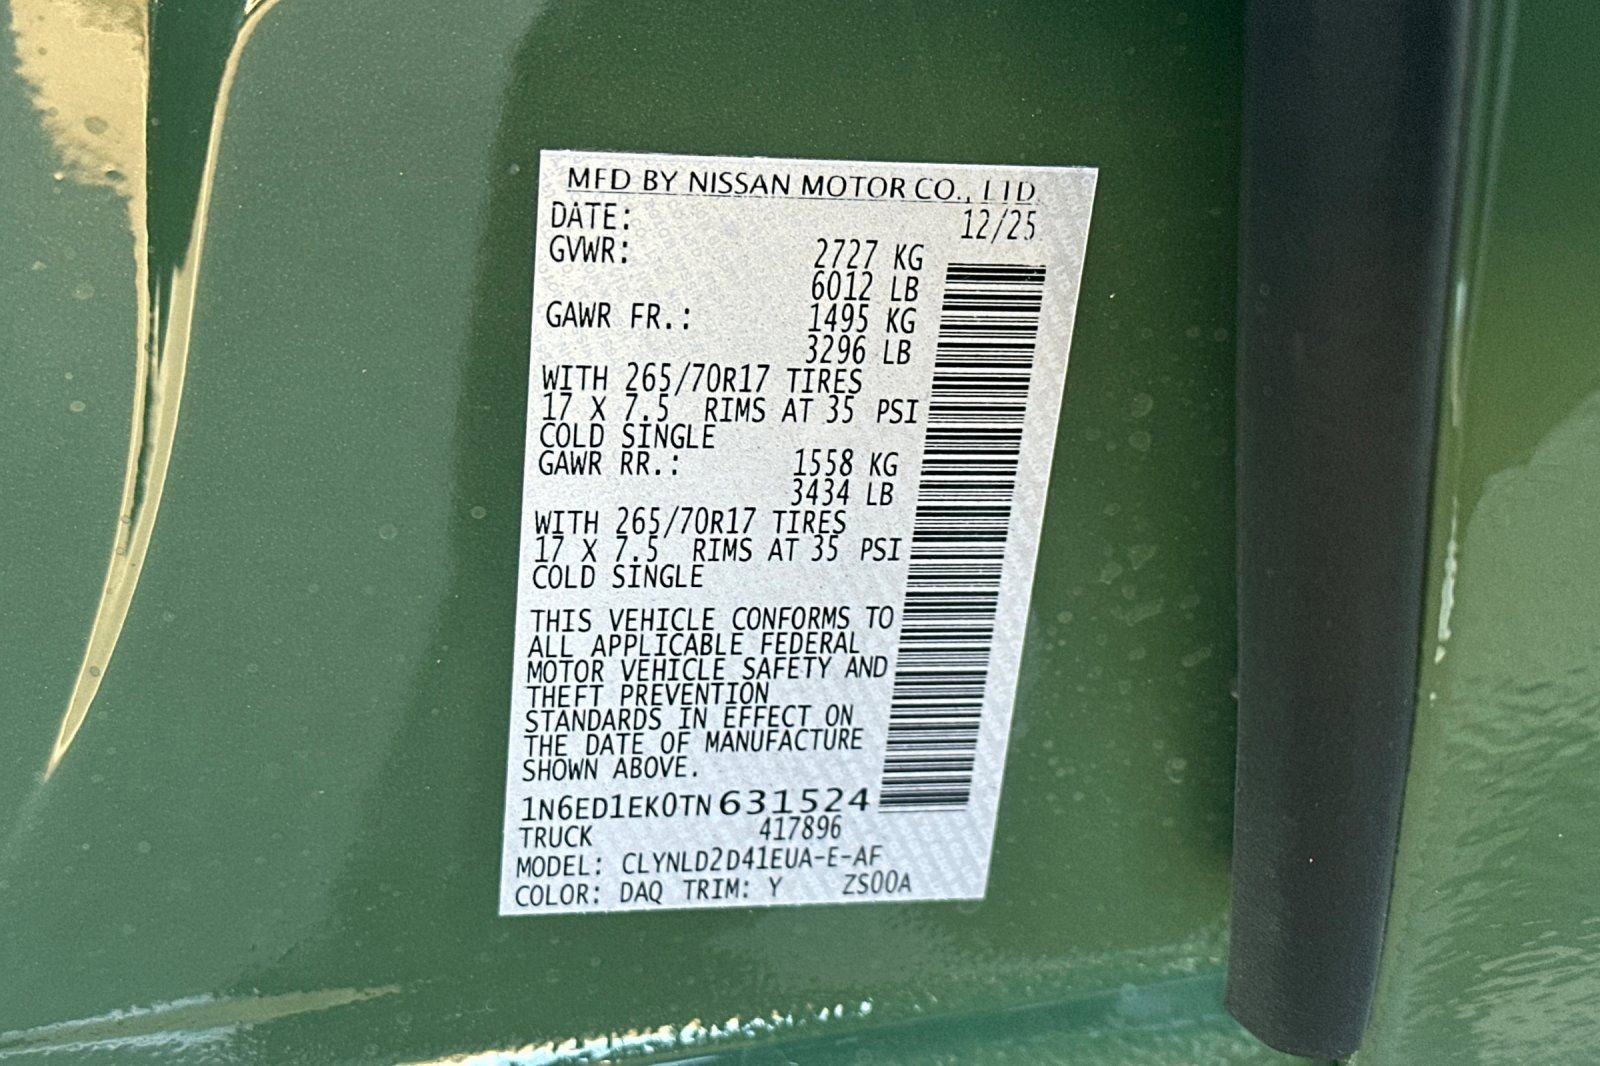 MFD BY NISSAN MOTOR CO., LTD.
DATE: 12/25
GVWR: 2727 KG
6012 LB
GAWR FR.: 1495 KG
3296 LB
WITH 265/70R17 TIRES
17 X 7.5 RIMS AT 35 PSI
COLD SINGLE
GAWR RR.: 1558 KG
3434 LB
WITH 265/70R17 TIRES
17 X 7.5 RIMS AT 35 PSI
COLD SINGLE
THIS VEHICLE CONFORMS TO
ALL APPLICABLE FEDERAL
MOTOR VEHICLE SAFETY AND
THEFT PREVENTION
STANDARDS IN EFFECT ON
THE DATE OF MANUFACTURE
SHOWN ABOVE.
1N6ED1EK0TN631524
TRUCK 417896
MODEL: CLYNLD2D41EUA-E-AF
COLOR: DAQ TRIM: Y ZS00A